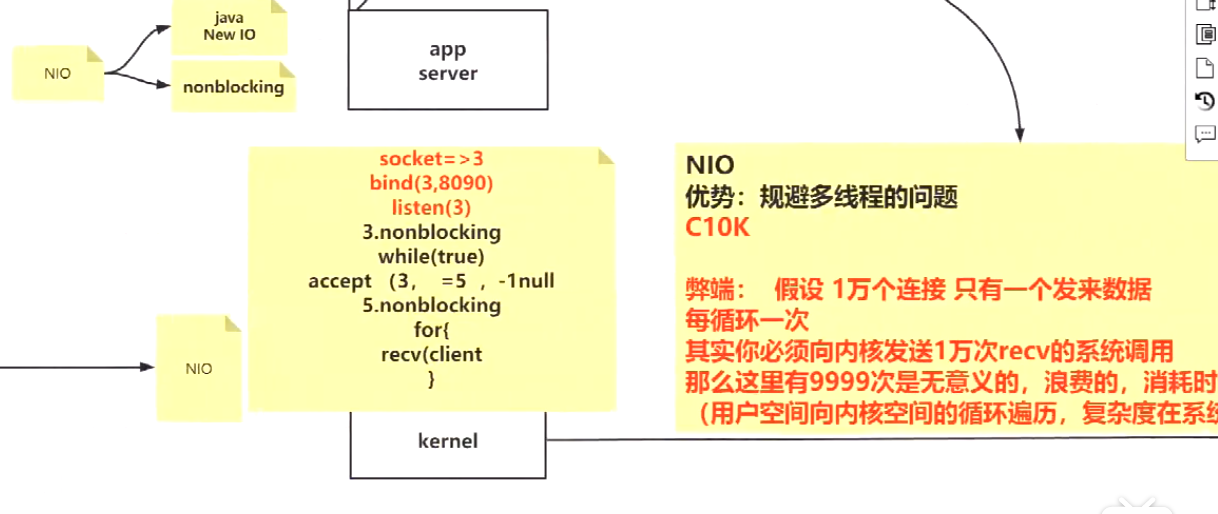 java
New IO
NIO
nonblocking
app
server
socket=>3
bind(3,8090)
listen(3)
3.nonblocking
while(true)
accept （3， =5 ，-1null
5.nonblocking
for{
recv(client
}
NIO
kernel
NIO
优势：规避多线程的问题
C10K
弊端： 假设 1万个连接 只有一个发来数据
每循环一次
其实你必须向内核发送1万次recv的系统调用
那么这里有9999次是无意义的，浪费的，消耗时
（用户空间向内核空间的循环遍历，复杂度在系统